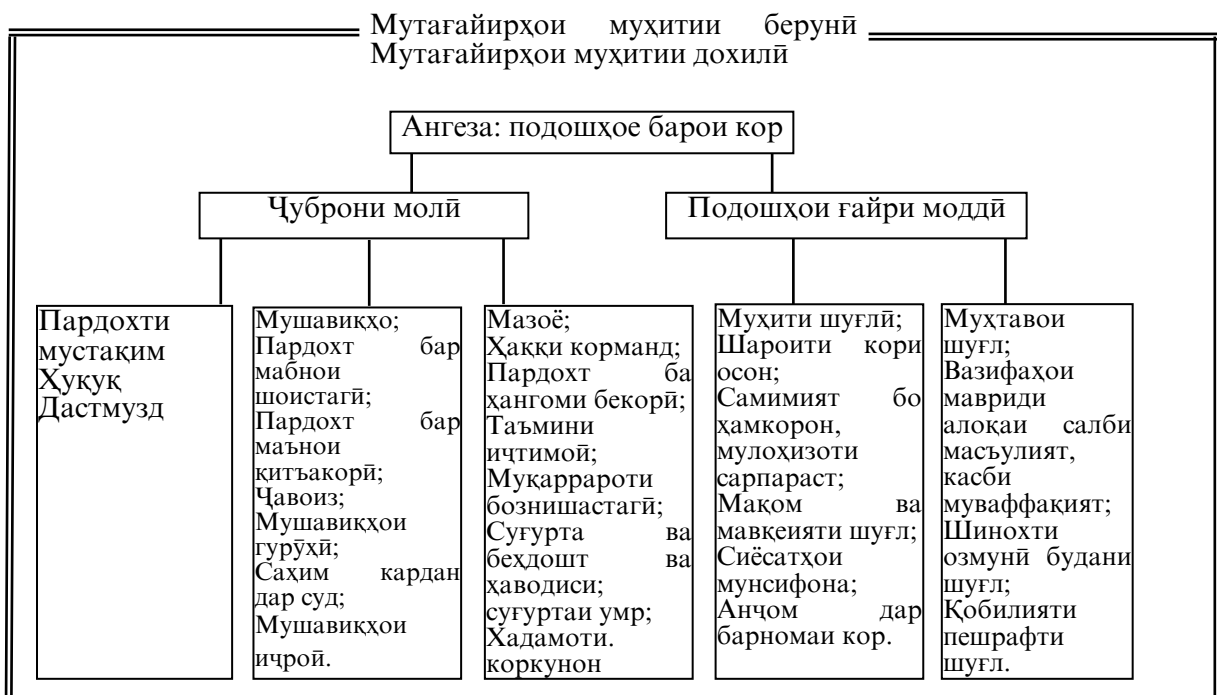 Мутағайирҳои муҳитии берунӣ
Мутағайирҳои муҳитии дохилӣ
Ангеза: подошҳое барои кор
Ҷуброни молӣ
Подошҳои ғайри моддӣ
Пардохти
мустақим
Ҳуқуқ
Дастмузд
Мушавиқҳо;
Пардохт бар
мабнои
шоистагӣ;
Пардохт бар
маънои
қитъакорӣ;
Ҷавоиз;
Мушавиқҳои
гурӯҳӣ;
Саҳим кардан
дар суд;
Мушавиқҳои
иҷроӣ.
Мазоё;
Ҳаққи корманд;
Пардохт ба
ҳангоми бекорӣ;
Таъмини
иҷтимоӣ;
Муқаррароти
бознишастагӣ;
Суғурта ва
беҳдошт ва
ҳаводиси;
суғуртаи умр;
Хадамоти.
коркунон
Муҳити шуғлӣ;
Шароити кори
осон;
Самимият бо
ҳамкорон,
мулоҳизоти
сарпараст;
Мақом ва
мавқеияти шуғл;
Сиёсатҳои
мунсифона;
Анҷом дар
барномаи кор.
Муҳтавои
шуғл;
Вазифаҳои
мавриди
алоқаи салби
масъулият,
касби
муваффақият;
Шинохти
озмунӣ будани
шуғл;
Қобилияти
пешрафти
шуғл.